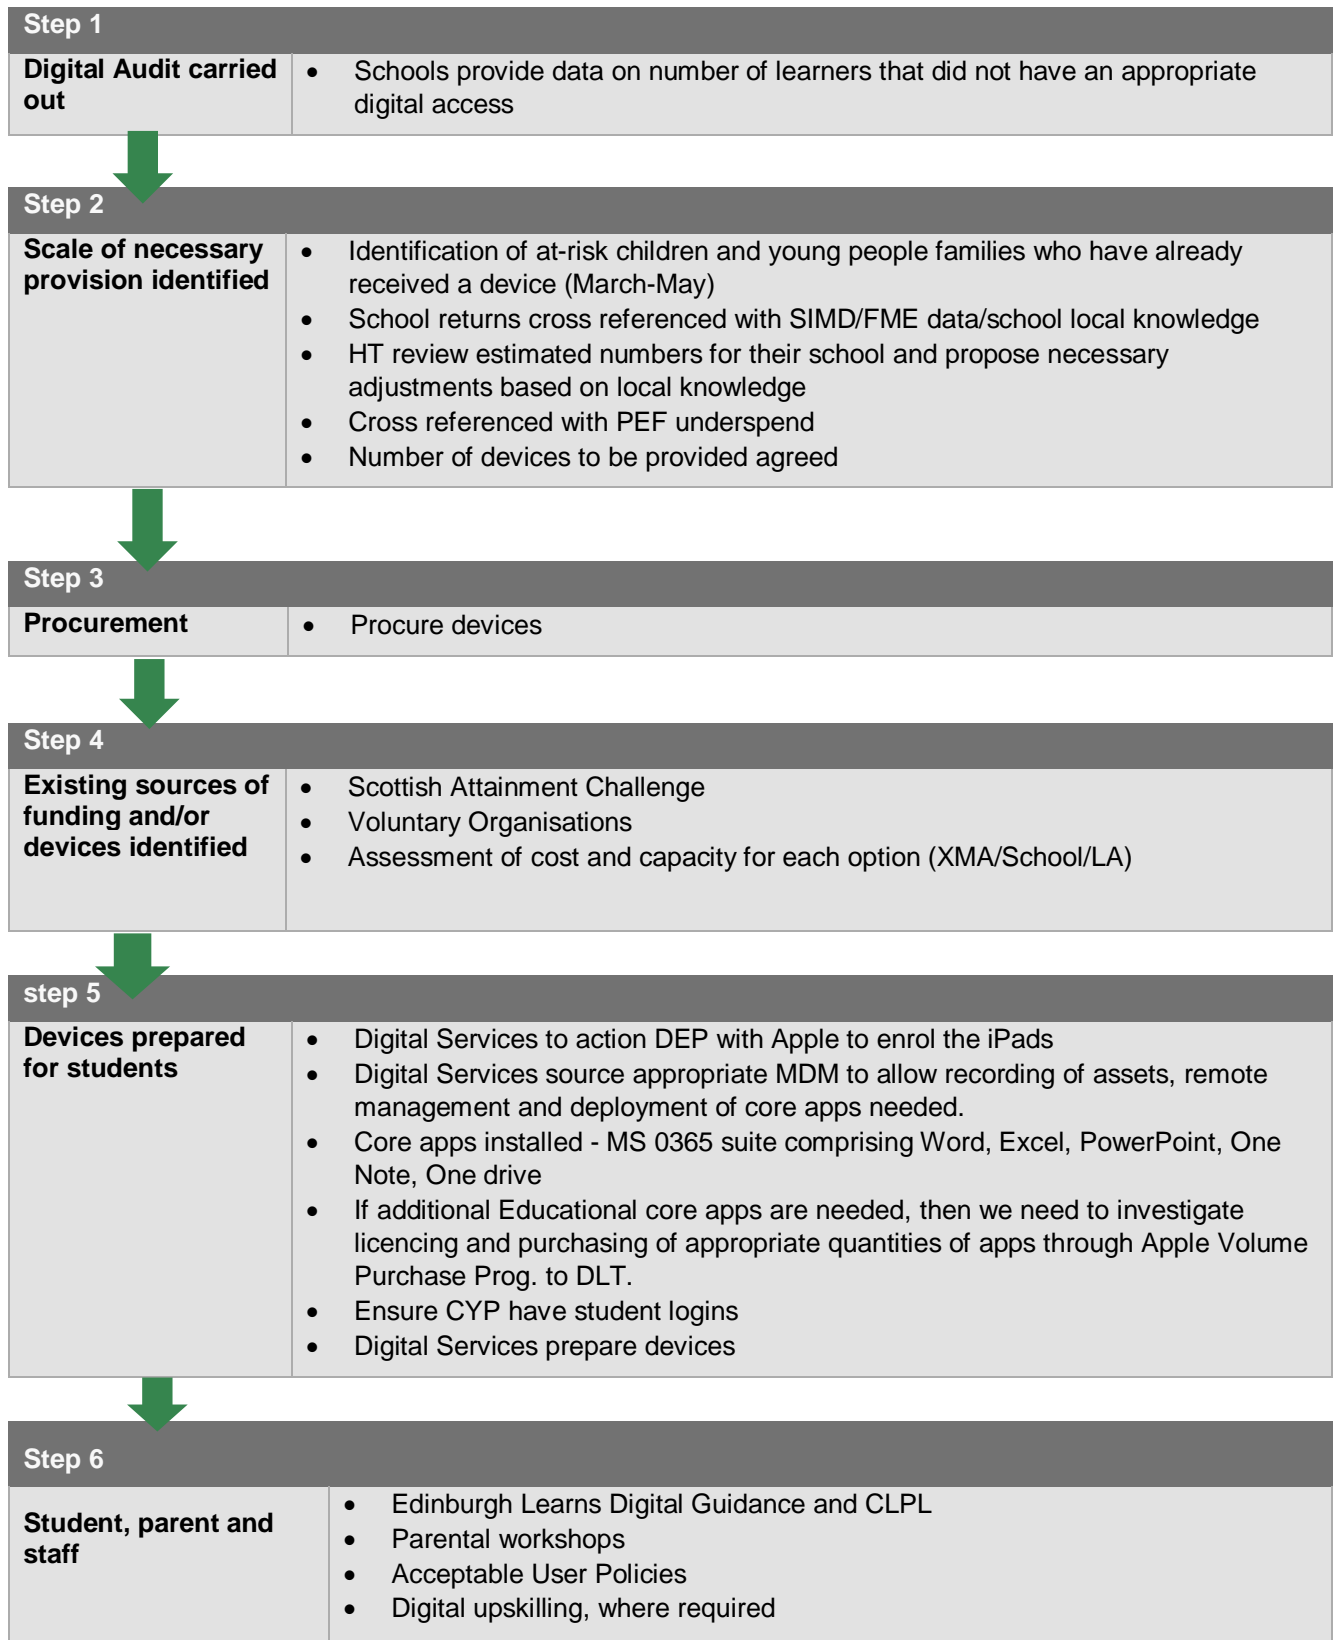 Step 1
Digital Audit carried
out
• Schools provide data on number of learners that did not have an appropriate
digital access
Step 2
Scale of necessary
provision identified
• Identification of at-risk children and young people families who have already
received a device (March-May)
• School returns cross referenced with SIMD/FME data/school local knowledge
• HT review estimated numbers for their school and propose necessary
adjustments based on local knowledge
• Cross referenced with PEF underspend
• Number of devices to be provided agreed
Step 3
Procurement
• Procure devices
Step 4
Existing sources of
funding and/or
devices identified
• Scottish Attainment Challenge
• Voluntary Organisations
• Assessment of cost and capacity for each option (XMA/School/LA)
step 5
Devices prepared
for students
• Digital Services to action DEP with Apple to enrol the iPads
• Digital Services source appropriate MDM to allow recording of assets, remote
management and deployment of core apps needed.
• Core apps installed - MS 0365 suite comprising Word, Excel, PowerPoint, One
Note, One drive
• If additional Educational core apps are needed, then we need to investigate
licencing and purchasing of appropriate quantities of apps through Apple Volume
Purchase Prog. to DLT.
• Ensure CYP have student logins
• Digital Services prepare devices
Step 6
Student, parent and
staff
• Edinburgh Learns Digital Guidance and CLPL
• Parental workshops
• Acceptable User Policies
• Digital upskilling, where required